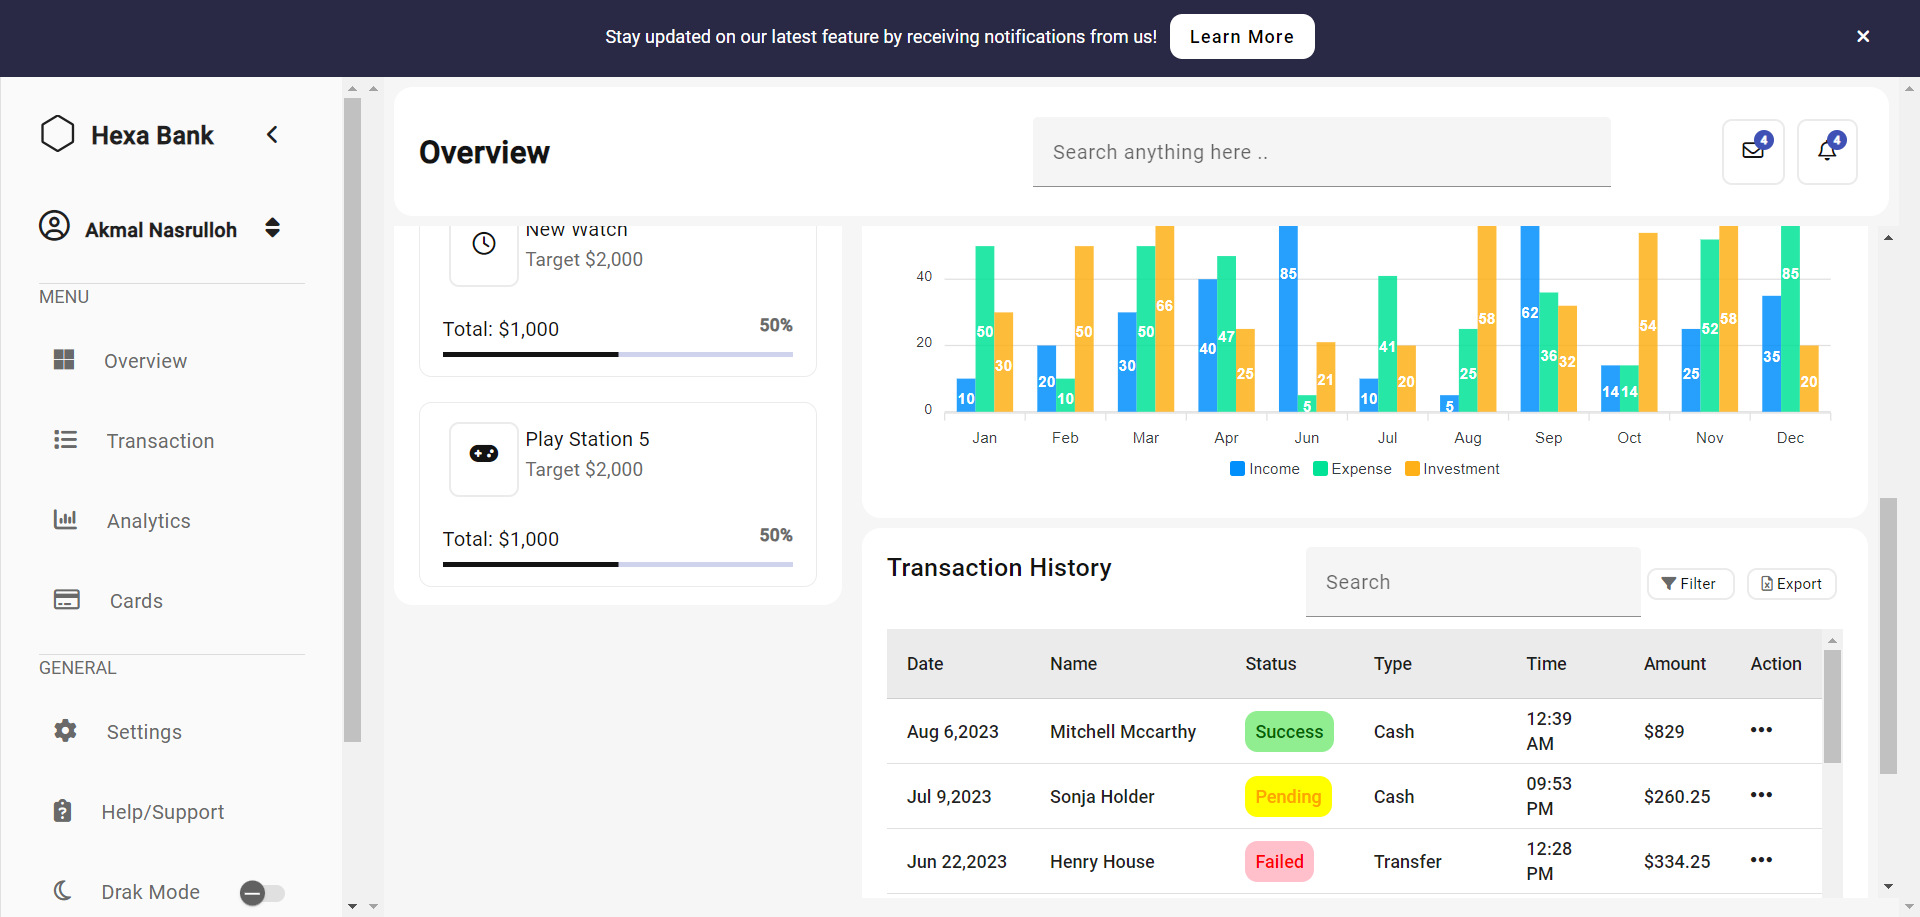 Stay updated on our latest feature by receiving notifications from us! Learn More
Hexa Bank
Akmal Nasrulloh
MENU
Overview
Transaction
Analytics
Cards
GENERAL
Settings
Help/Support
Drak Mode
Overview
Search anything here ..
4
4
New Watch
Target $2,000
Total: $1,000
50%
Play Station 5
Target $2,000
Total: $1,000
50%
40
20
0
10 50 30
20 10 50
30 50 66
40 47 25
85 5 21
10 41 20
5 25 58
62 36 32
14 14 54
25 52 58
35 85 20
Jan Feb Mar Apr Jun Jul Aug Sep Oct Nov Dec
Income Expense Investment
Transaction History
Search
Filter
Export
Date Name Status Type Time Amount Action
Aug 6,2023 Mitchell Mccarthy Success Cash 12:39 AM $829
Jul 9,2023 Sonja Holder Pending Cash 09:53 PM $260.25
Jun 22,2023 Henry House Failed Transfer 12:28 PM $334.25